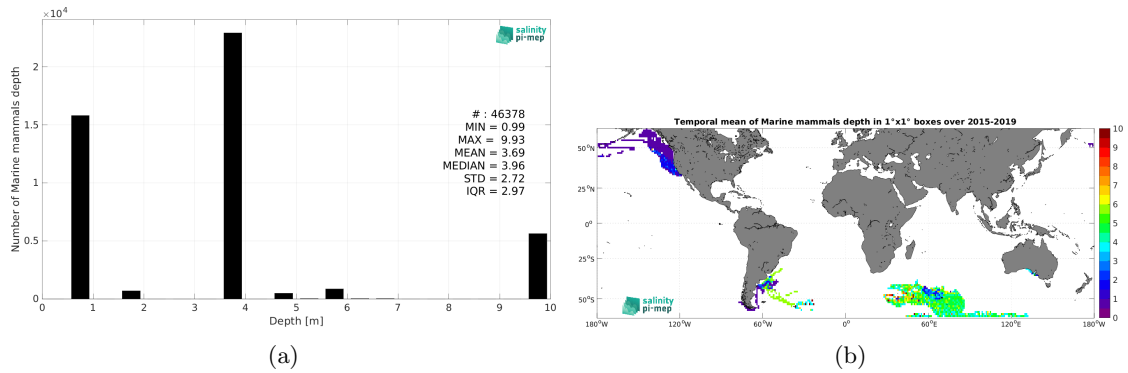 ×10⁴
salinity
pi-mep
2
1.5
1
0.5
0
Number of Marine mammals depth
# : 46378
MIN = 0.99
MAX = 9.93
MEAN = 3.69
MEDIAN = 3.96
STD = 2.72
IQR = 2.97
0 1 2 3 4 5 6 7 8 9 10
Depth [m]
(a)
Temporal mean of Marine mammals depth in 1°x1° boxes over 2015-2019
50°N
25°N
0°
25°S
50°S
180°W 120°W 60°W 0° 60°E 120°E 180°W
salinity
pi-mep
10
9
8
7
6
5
4
3
2
1
0
(b)